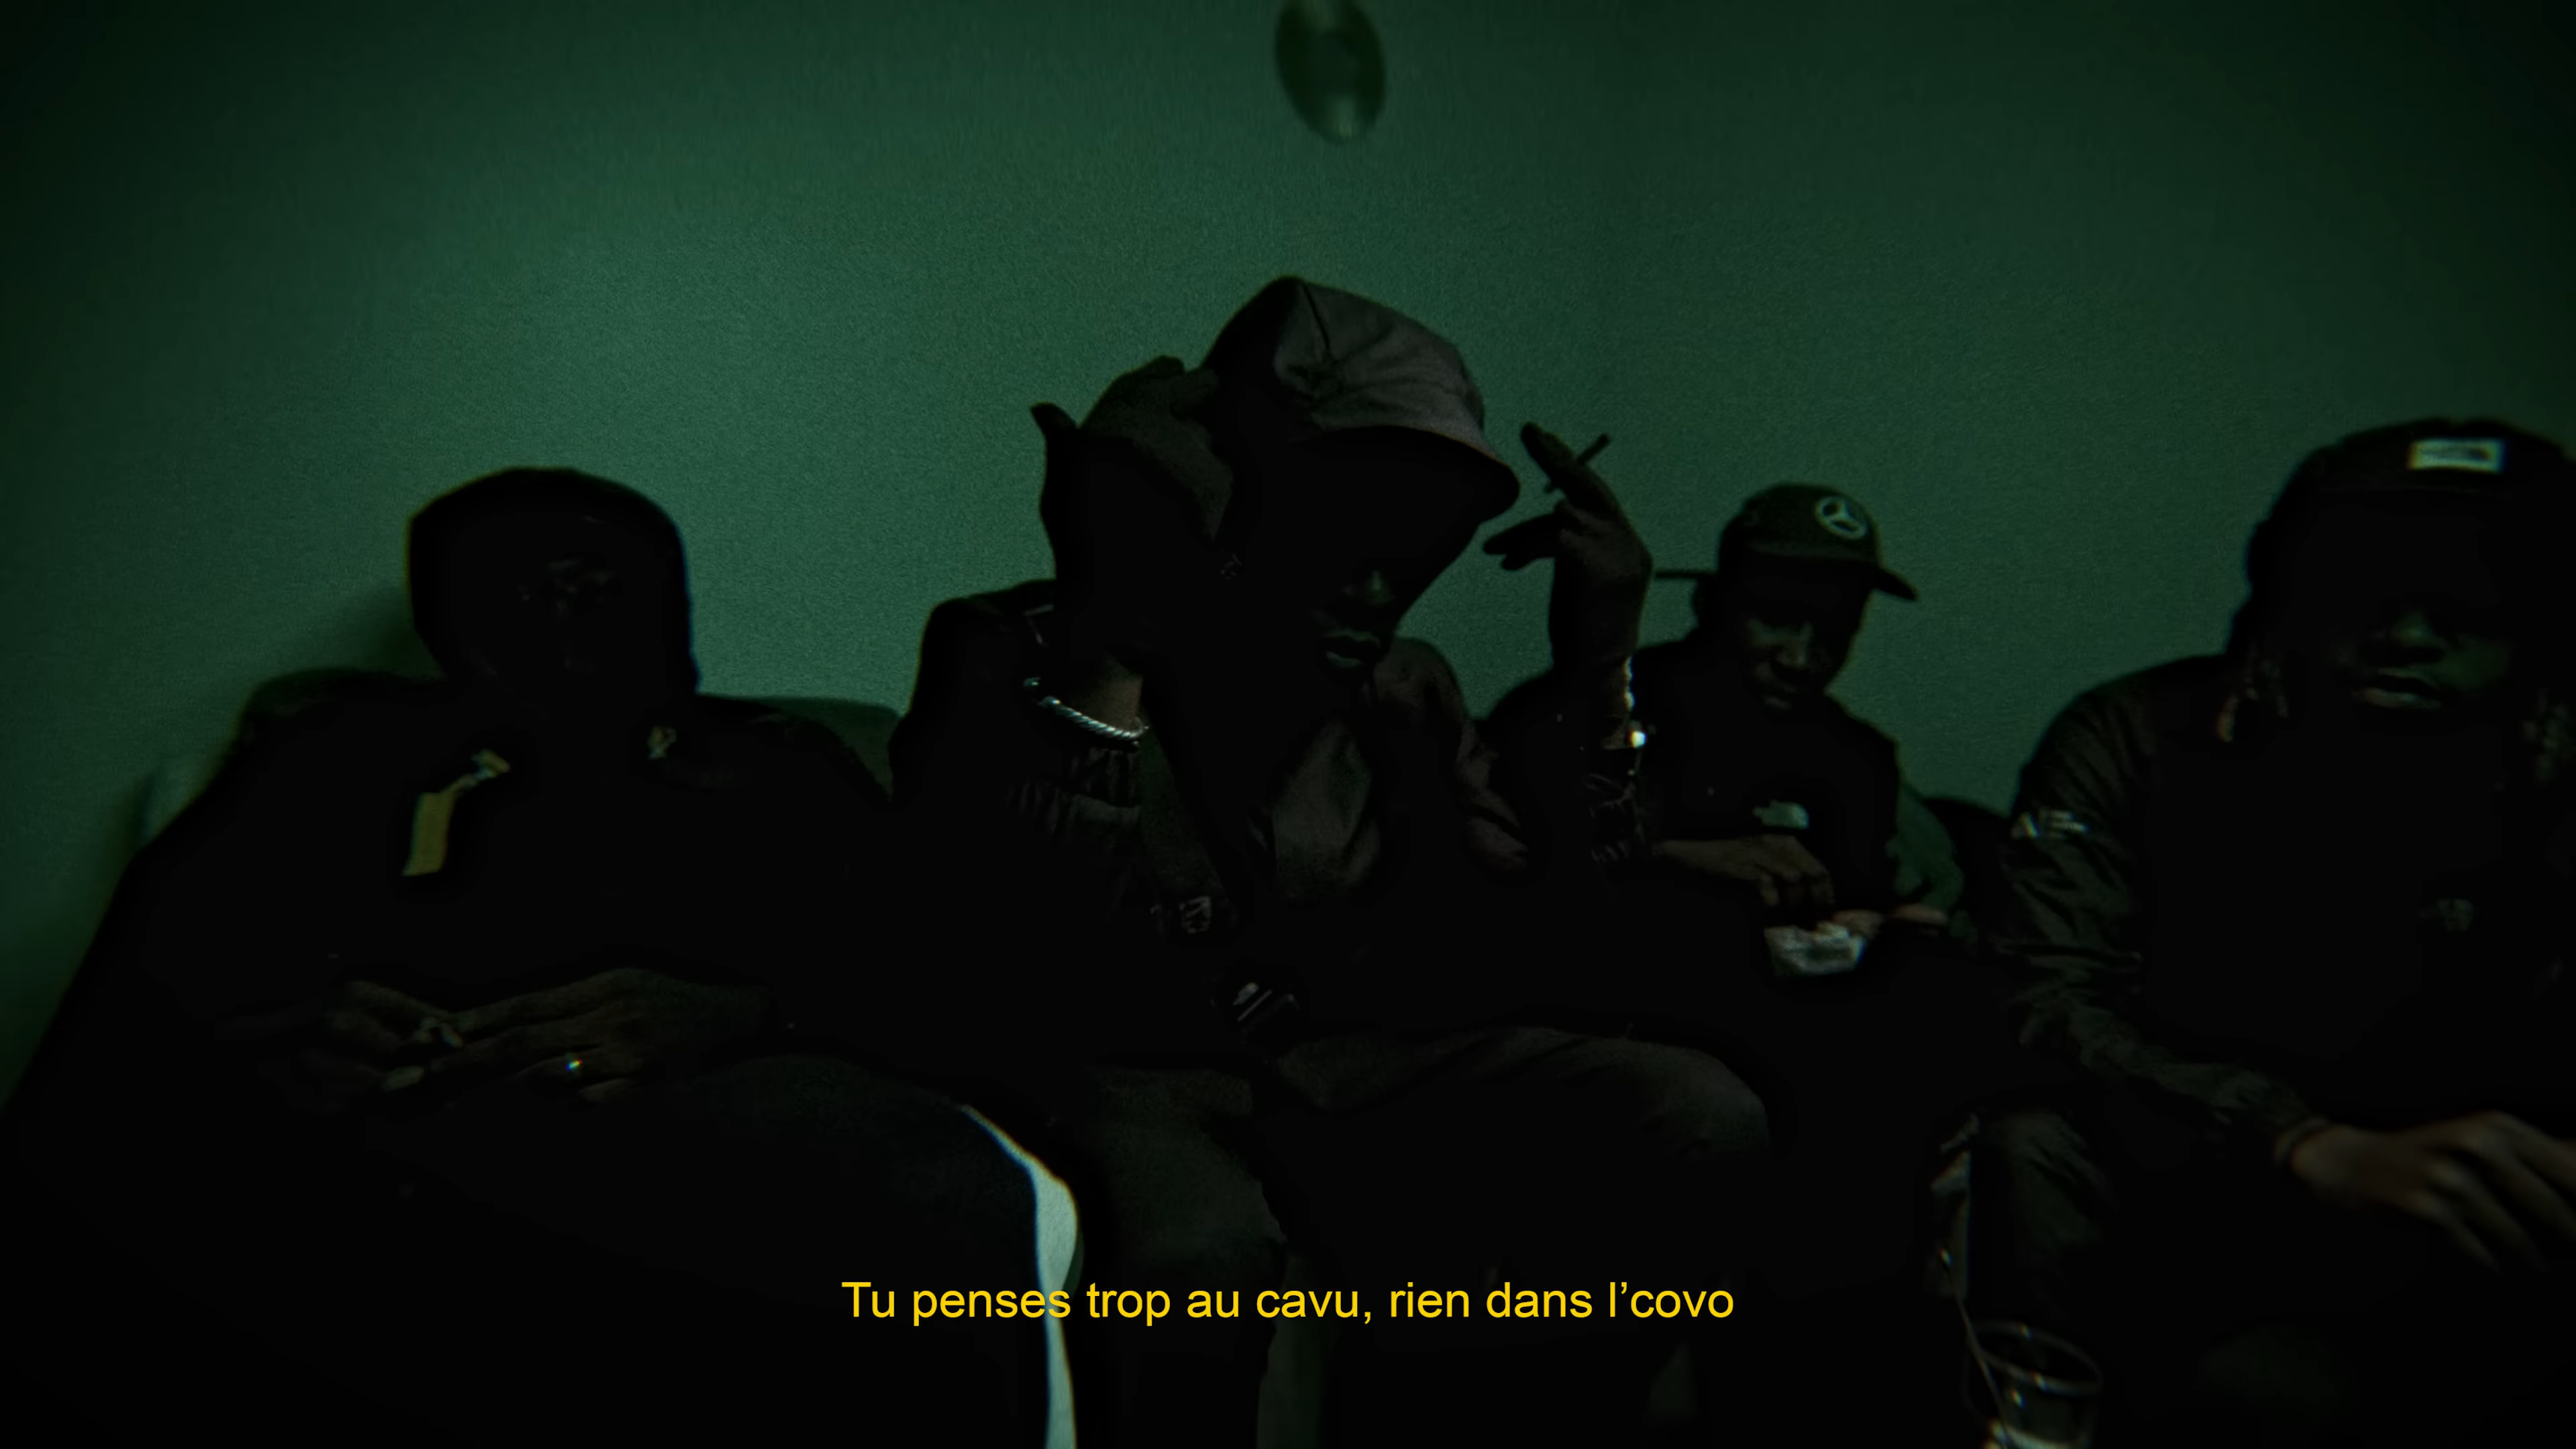 Tu penses trop au cavu, rien dans l’covo